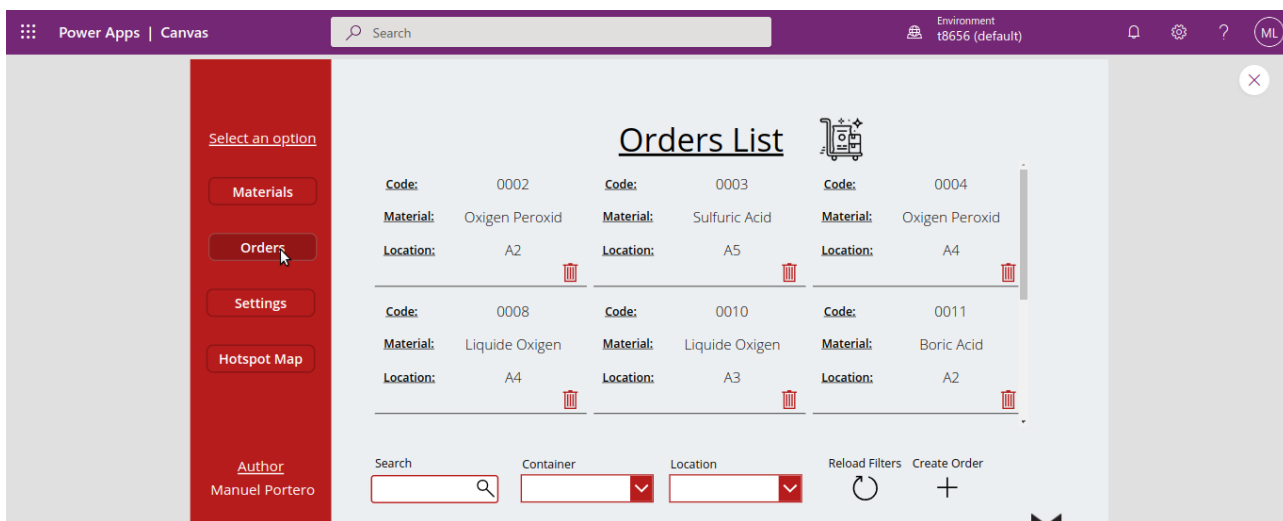 Power Apps | Canvas
Search
Environment
t8656 (default)
?
ML
Select an option
Materials
Orders
Settings
Hotspot Map
Author
Manuel Portero
Orders List
Code: 0002 Code: 0003 Code: 0004
Material: Oxigen Peroxid Material: Sulfuric Acid Material: Oxigen Peroxid
Location: A2 Location: A5 Location: A4
Code: 0008 Code: 0010 Code: 0011
Material: Liquide Oxigen Material: Liquide Oxigen Material: Boric Acid
Location: A4 Location: A3 Location: A2
Search Container Location Reload Filters Create Order